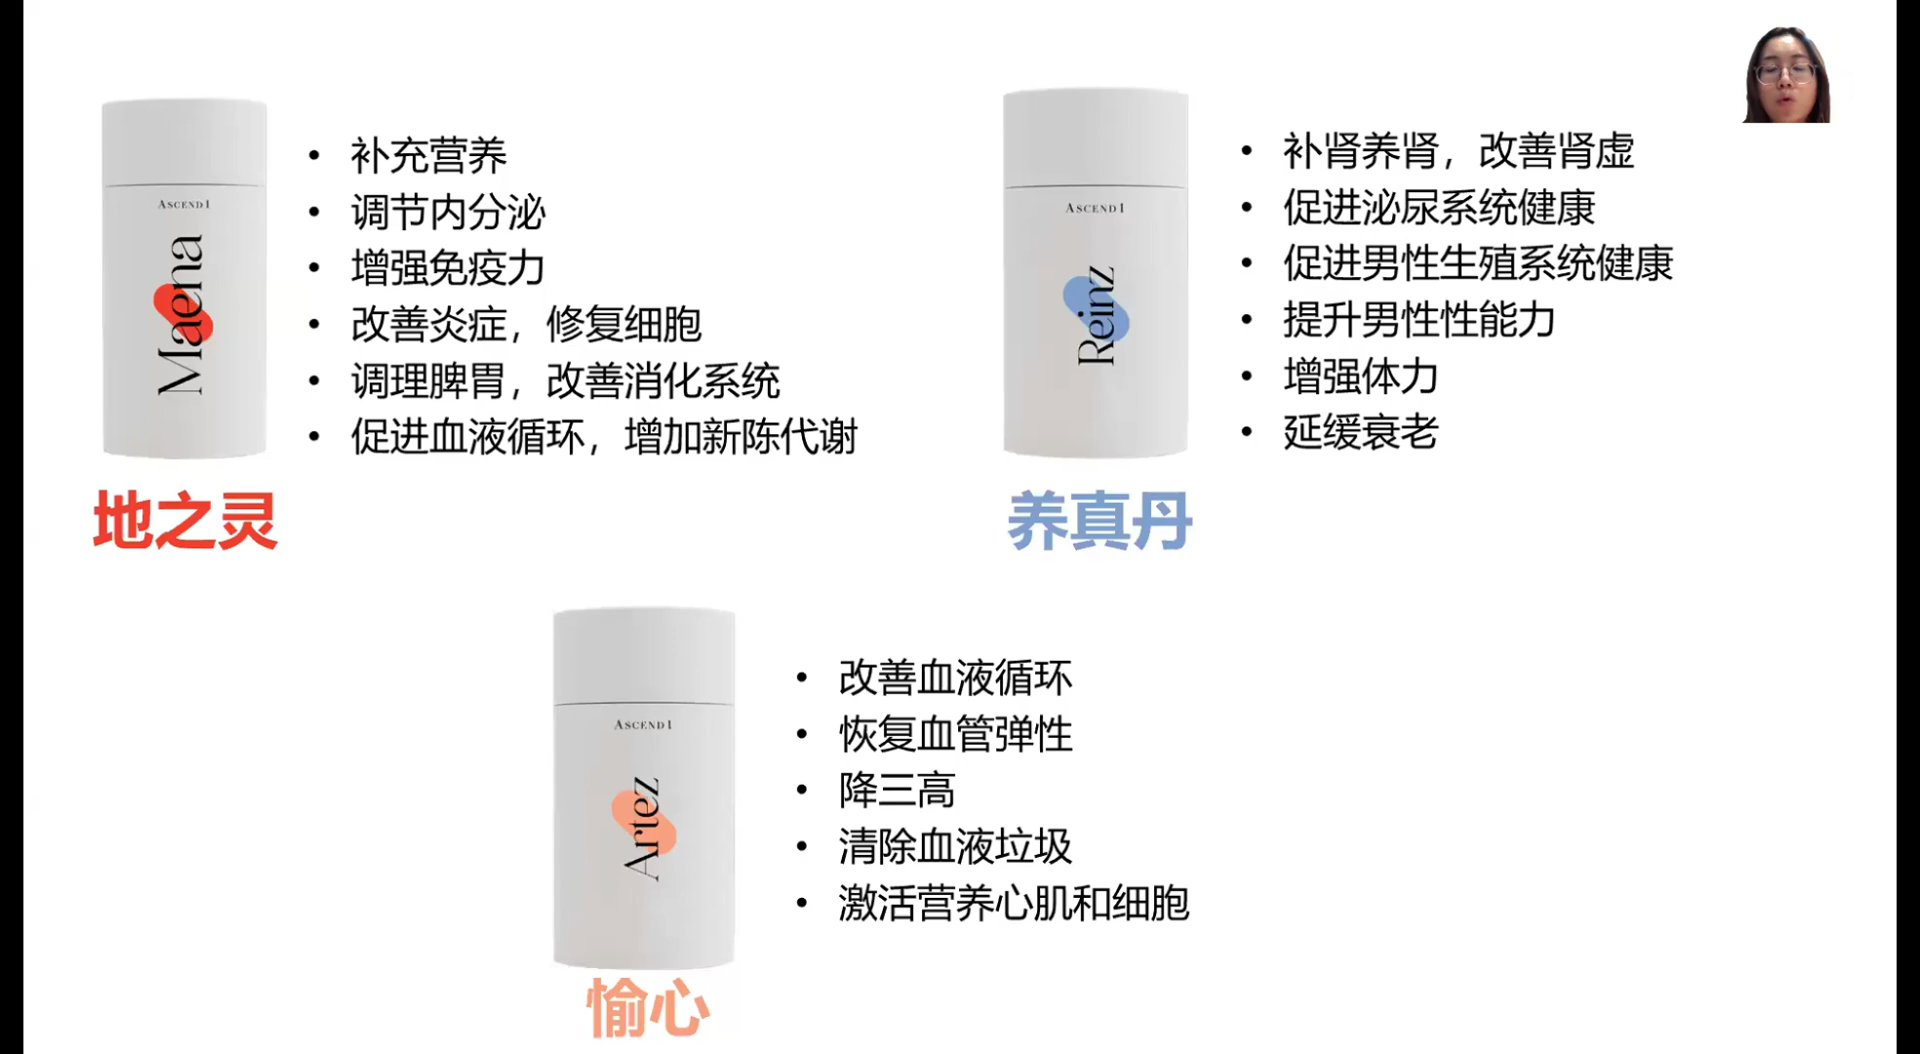 ASCEND1
Maena
• 补充营养
• 调节内分泌
• 增强免疫力
• 改善炎症，修复细胞
• 调理脾胃，改善消化系统
• 促进血液循环，增加新陈代谢
地之灵
ASCEND1
Reinz
• 补肾养肾，改善肾虚
• 促进泌尿系统健康
• 促进男性生殖系统健康
• 提升男性性能力
• 增强体力
• 延缓衰老
养真丹
ASCEND1
Artez
• 改善血液循环
• 恢复血管弹性
• 降三高
• 清除血液垃圾
• 激活营养心肌和细胞
愉心